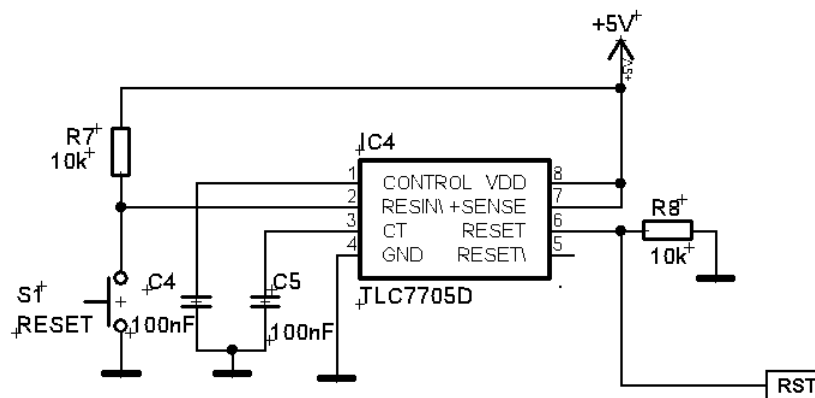 +5V
+5V
R7
10k
IC4
1
CONTROL VDD
8
2
RESIN\ +SENSE
7
3
CT RESET
6
4
GND RESET\
5
R8
10k
TLC7705D
S1
RESET
C4
100nF
C5
100nF
RST